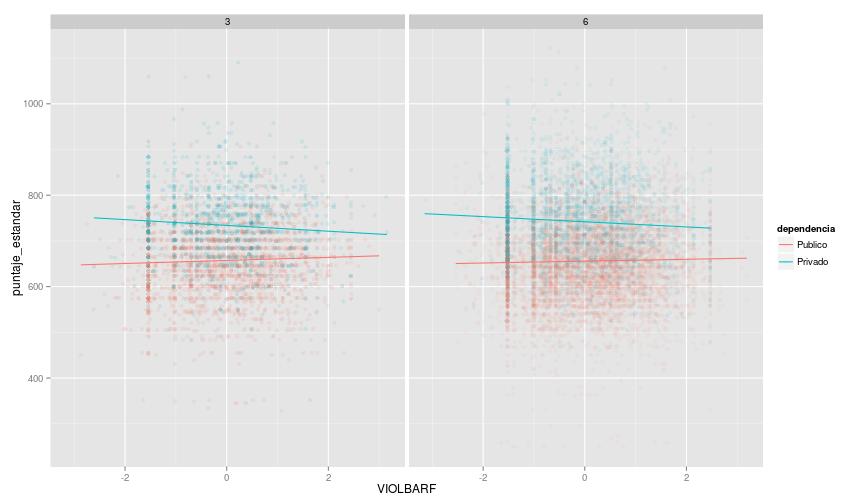 3
6
1000
800
600
400
puntaje_estandar
-2
0
2
-2
0
2
VIOLBARF
dependencia
Publico
Privado